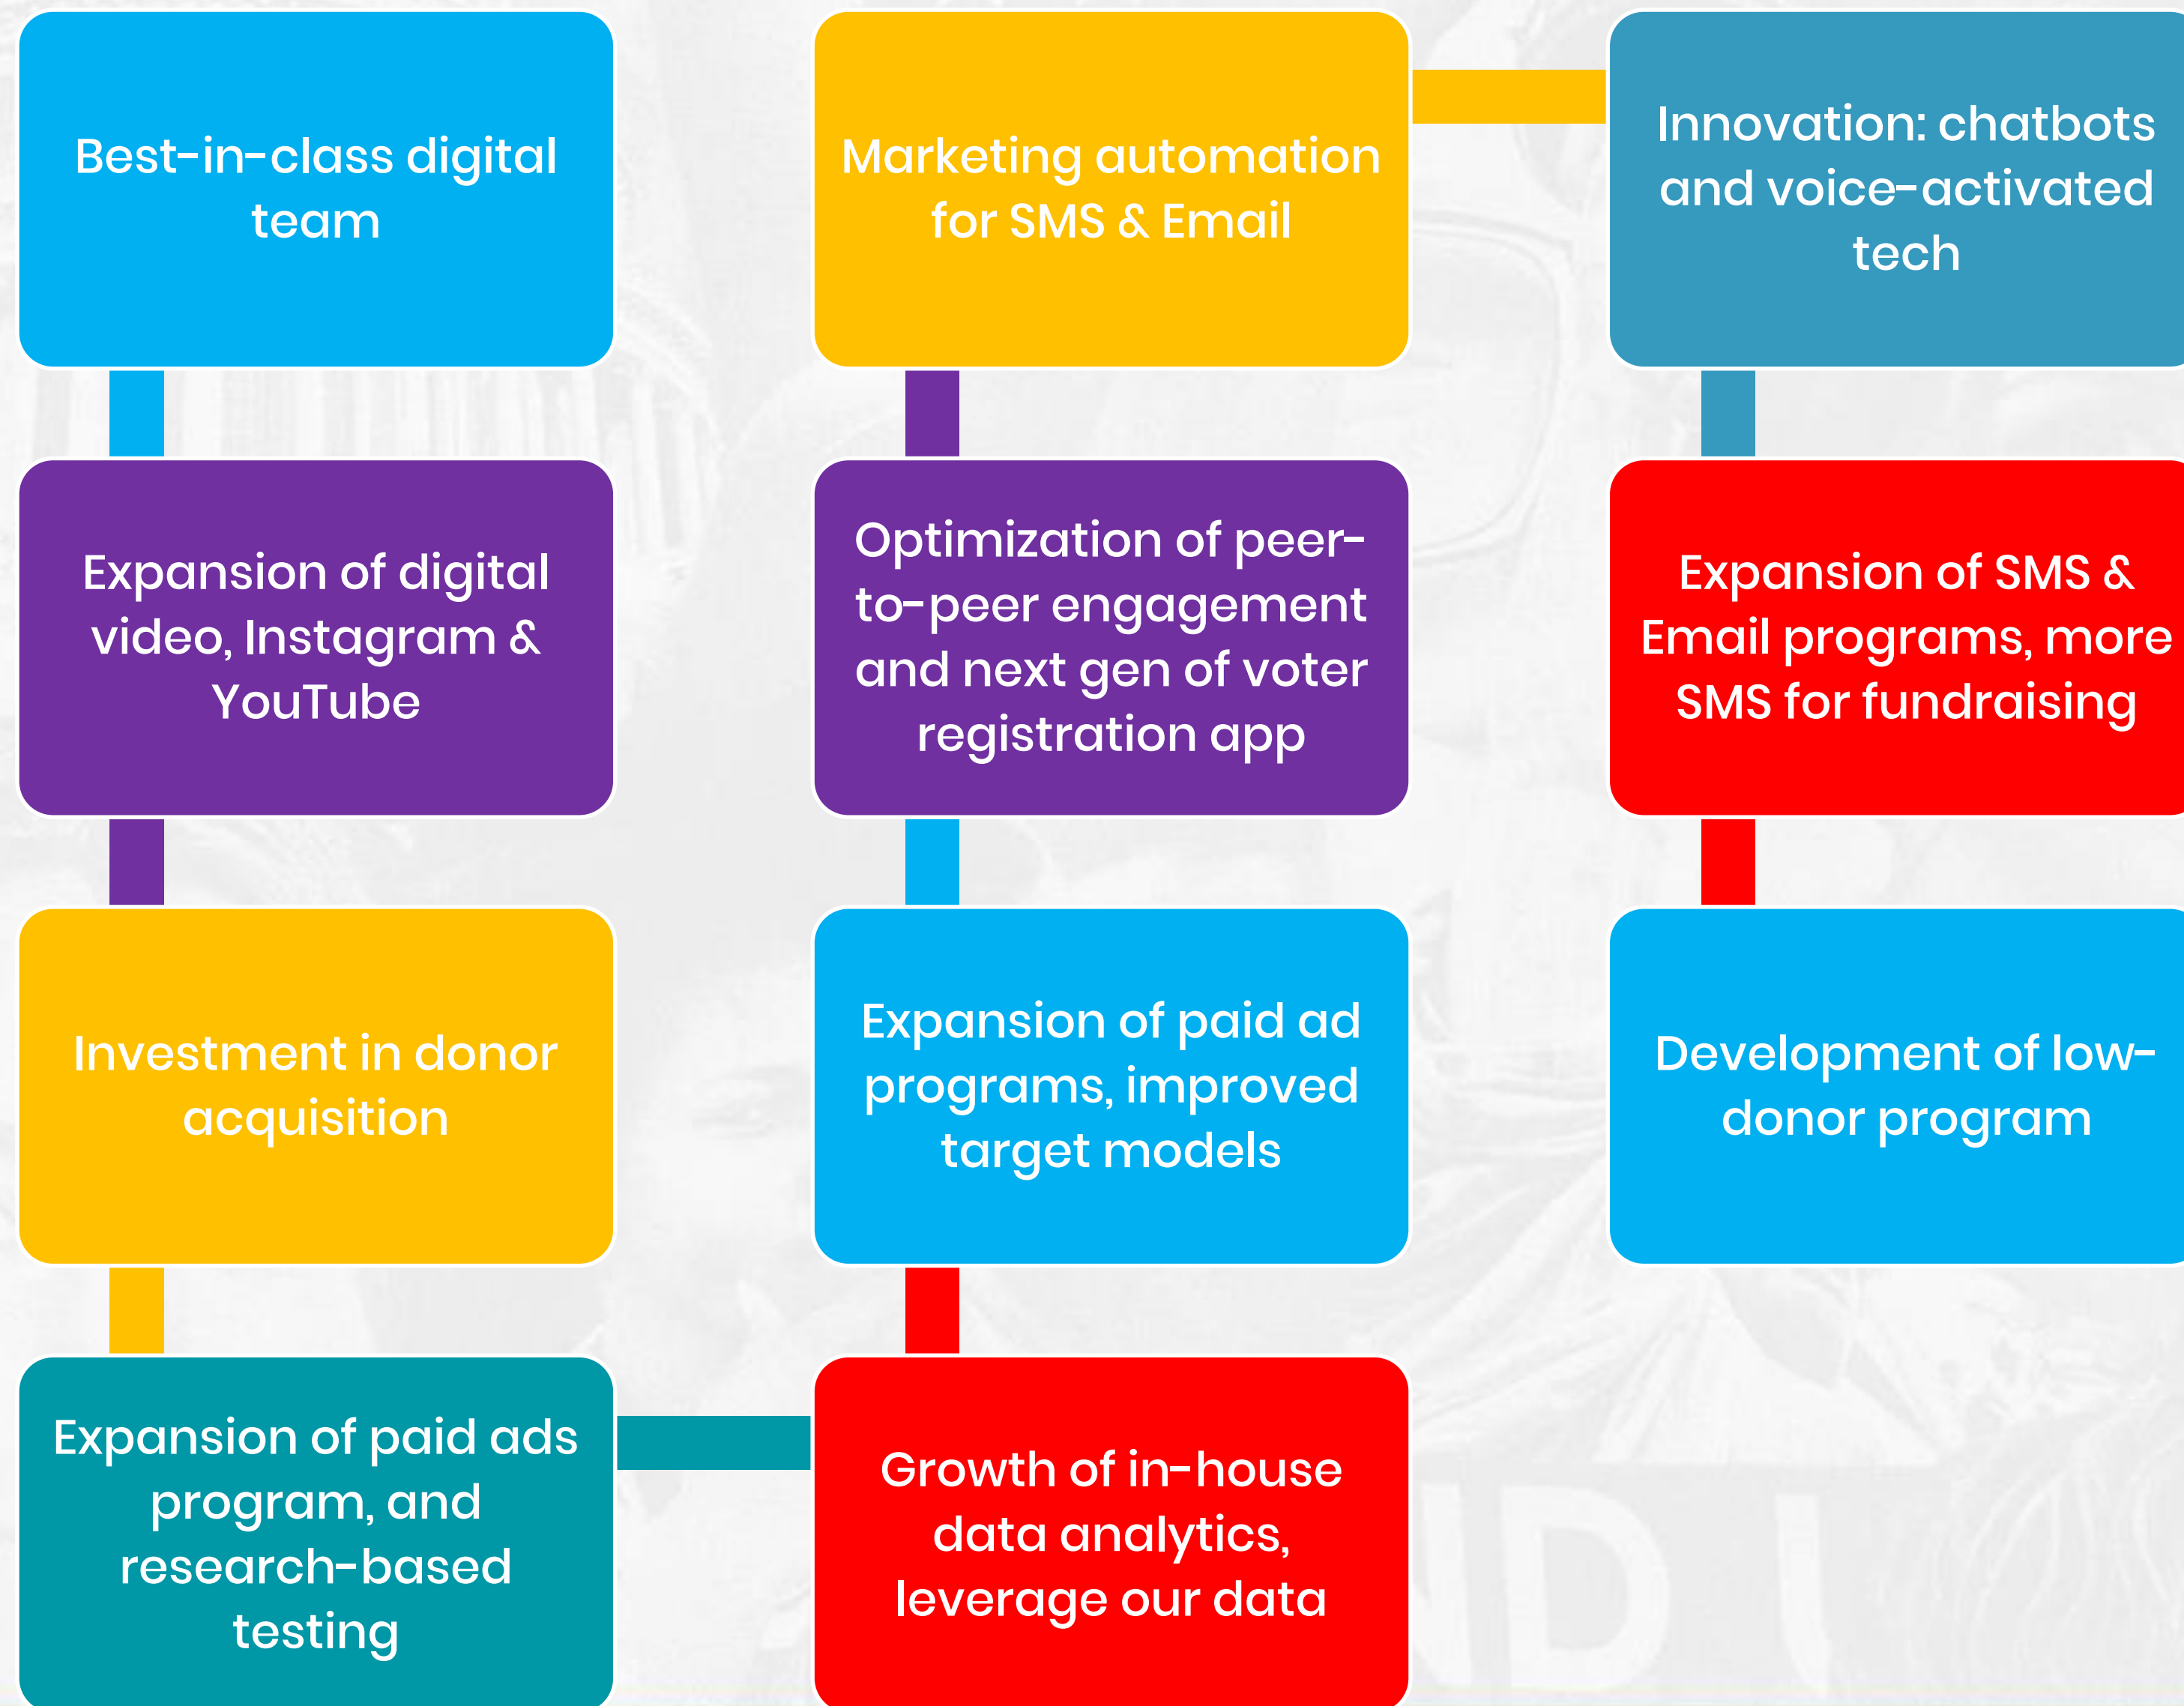 Best-in-class digital
team
Expansion of digital
video, Instagram &
YouTube
Investment in donor
acquisition
Expansion of paid ads
program, and
research-based
testing
Growth of in-house
data analytics,
leverage our data
Expansion of paid ad
programs, improved
target models
Optimization of peer-
to-peer engagement
and next gen of voter
registration app
Marketing automation
for SMS & Email
Innovation: chatbots
and voice-activated
tech
Expansion of SMS &
Email programs, more
SMS for fundraising
Development of low-
donor program